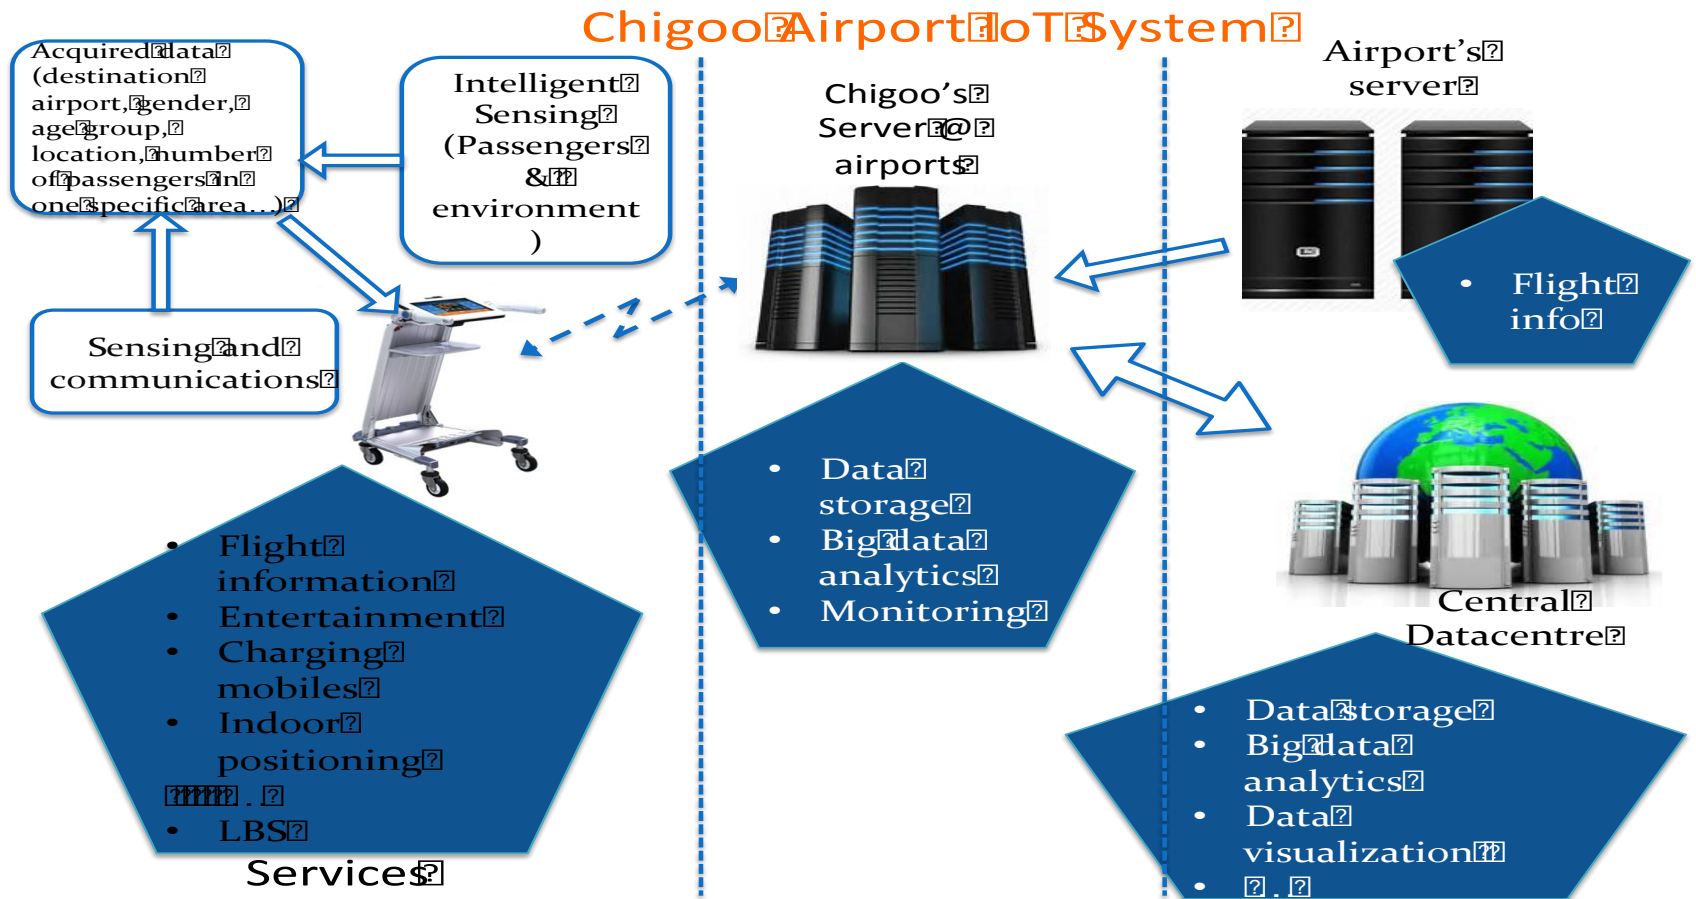 Chigoo Airport IoT System
Acquired data
(destination
airport, gender,
age group,
location, number
of passengers in
one specific area...)
Intelligent
Sensing
(Passengers
&
environment
)
Sensing and
communications
• Flight
information
• Entertainment
• Charging
mobiles
• Indoor
positioning
...
• LBS
Services
Chigoo's
Server @
airports
• Data
storage
• Big data
analytics
• Monitoring
Airport's
server
• Flight
info
Central
Datacentre
• Data storage
• Big data
analytics
• Data
visualization
• ...